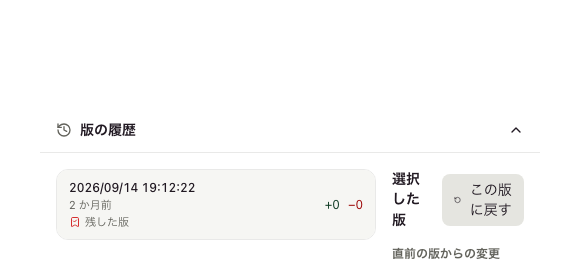 版の履歴
2026/09/14 19:12:22
2 か月前
+0 −0
残した版
選択
した
版
この版
に戻す
直前の版からの変更